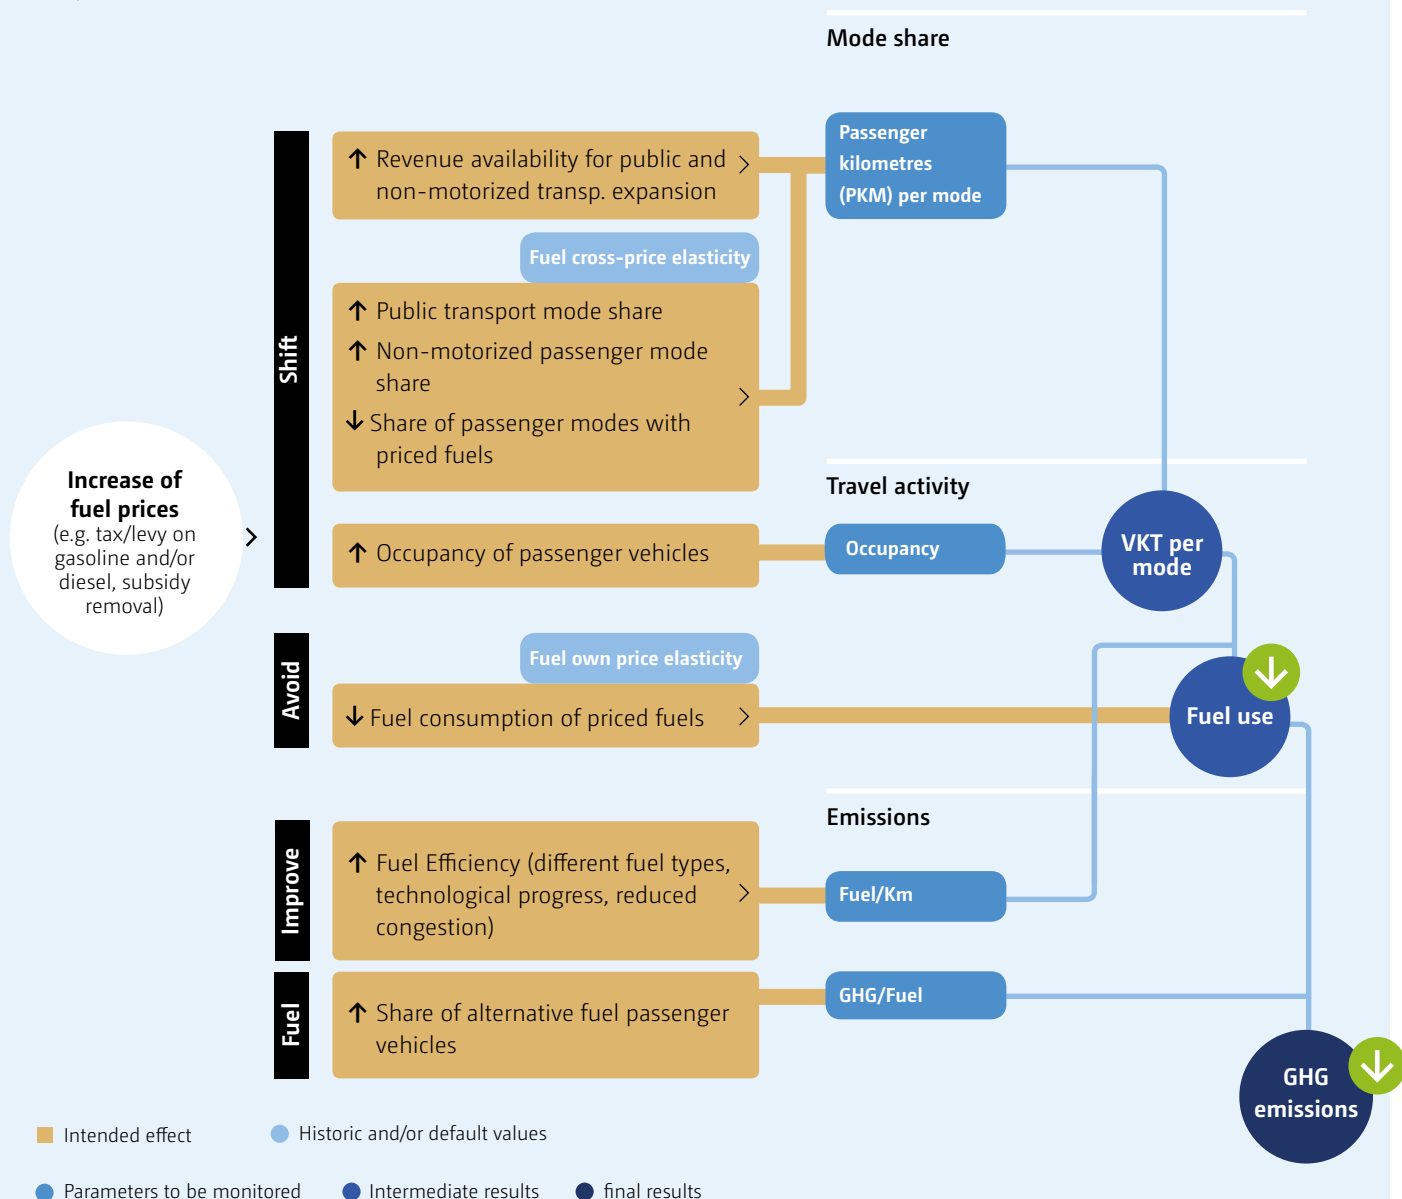 Mode share
Passenger
kilometres
(PKM) per mode
↑ Revenue availability for public and
non-motorized transp. expansion
Fuel cross-price elasticity
↑ Public transport mode share
↑ Non-motorized passenger mode
share
↓ Share of passenger modes with
priced fuels
Shift
Increase of
fuel prices
(e.g. tax/levy on
gasoline and/or
diesel, subsidy
removal)
Travel activity
↑ Occupancy of passenger vehicles
Occupancy
VKT per
mode
Avoid
Fuel own price elasticity
↓ Fuel consumption of priced fuels
Fuel use
Emissions
Improve
↑ Fuel Efficiency (different fuel types,
technological progress, reduced
congestion)
Fuel/Km
Fuel
↑ Share of alternative fuel passenger
vehicles
GHG/Fuel
GHG
emissions
Intended effect
Historic and/or default values
Parameters to be monitored
Intermediate results
final results